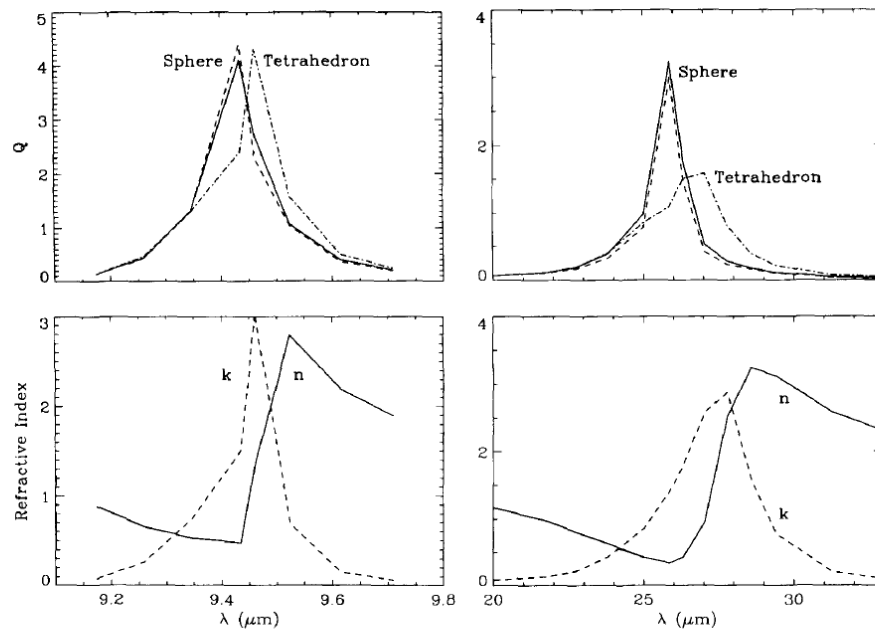 5
4
3
2
1
0
Q
Sphere
Tetrahedron
4
2
0
Sphere
Tetrahedron
3
2
1
0
Refractive Index
k
n
9.2
9.4
9.6
9.8
λ (μm)
4
2
0
n
k
20
25
30
λ (μm)